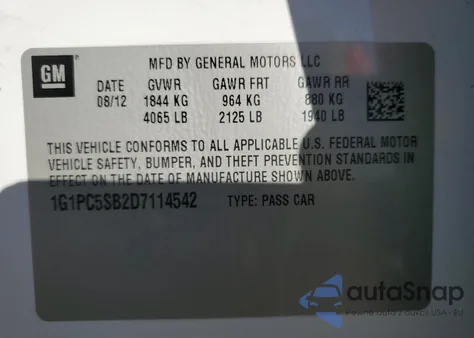 GM
MFD BY GENERAL MOTORS LLC
DATE GVWR GAWR FRT GAWR RR
08/12 1844 KG 964 KG 880 KG
4065 LB 2125 LB 1940 LB
THIS VEHICLE CONFORMS TO ALL APPLICABLE U.S. FEDERAL MOTOR
VEHICLE SAFETY, BUMPER, AND THEFT PREVENTION STANDARDS
IN EFFECT ON THE DATE OF MANUFACTURE SHOWN ABOVE.
1G1PC5SB2D7114542 TYPE: PASS CAR
autoSnap